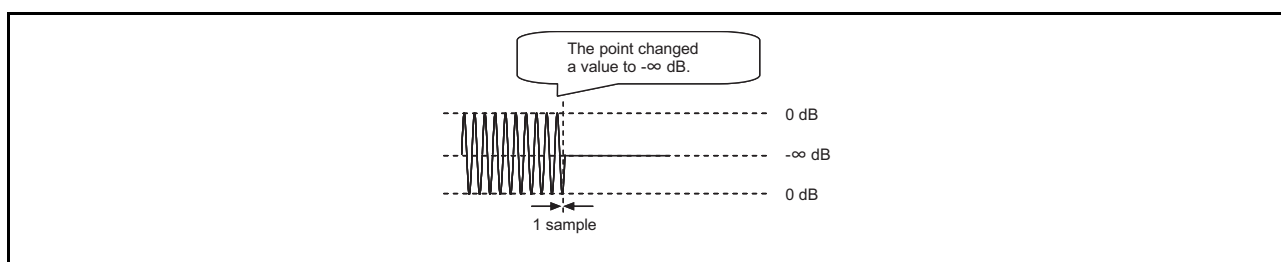 The point changed
a value to -∞ dB.
0 dB
-∞ dB
0 dB
1 sample